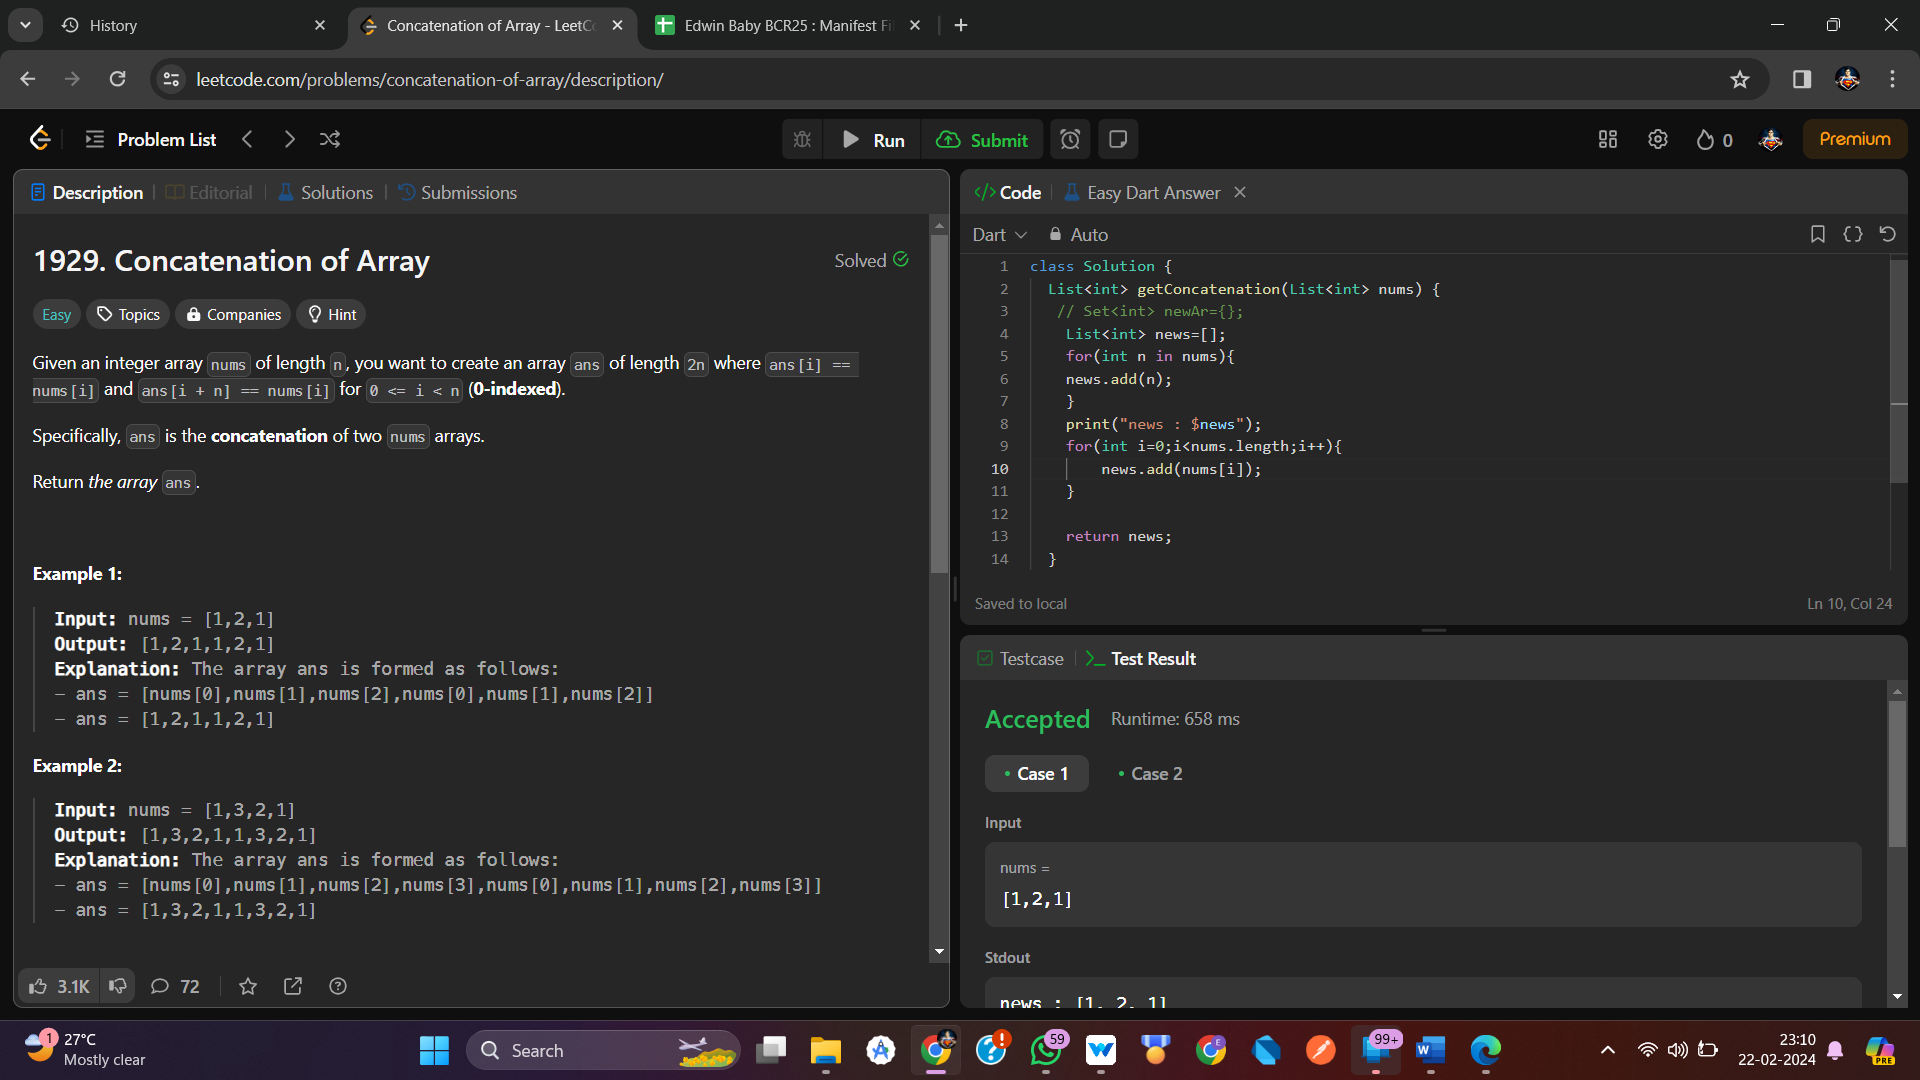 History
Concatenation of Array - LeetCo
Edwin Baby BCR25 : Manifest Fi
leetcode.com/problems/concatenation-of-array/description/
Problem List
Run
Submit
0
Premium
Description
Editorial
Solutions
Submissions
1929. Concatenation of Array
Solved
Easy
Topics
Companies
Hint
Given an integer array nums of length n, you want to create an array ans of length 2n where ans[i] ==
nums[i] and ans[i + n] == nums[i] for 0 <= i < n (0-indexed).
Specifically, ans is the concatenation of two nums arrays.
Return the array ans.
Example 1:
Input: nums = [1,2,1]
Output: [1,2,1,1,2,1]
Explanation: The array ans is formed as follows:
- ans = [nums[0],nums[1],nums[2],nums[0],nums[1],nums[2]]
- ans = [1,2,1,1,2,1]
Example 2:
Input: nums = [1,3,2,1]
Output: [1,3,2,1,1,3,2,1]
Explanation: The array ans is formed as follows:
- ans = [nums[0],nums[1],nums[2],nums[3],nums[0],nums[1],nums[2],nums[3]]
- ans = [1,3,2,1,1,3,2,1]
3.1K
72
Code
Easy Dart Answer
Dart
Auto
1 class Solution {
2 List<int> getConcatenation(List<int> nums) {
3 // Set<int> newAr={};
4 List<int> news=[];
5 for(int n in nums){
6 news.add(n);
7 }
8 print("news : $news");
9 for(int i=0;i<nums.length;i++){
10 news.add(nums[i]);
11 }
12
13 return news;
14 }
Saved to local
Ln 10, Col 24
Testcase
Test Result
Accepted
Runtime: 658 ms
Case 1
Case 2
Input
nums =
[1,2,1]
Stdout
news : [1, 2, 1]
1
27°C
Mostly clear
Search
59
99+
23:10
22-02-2024
PRE